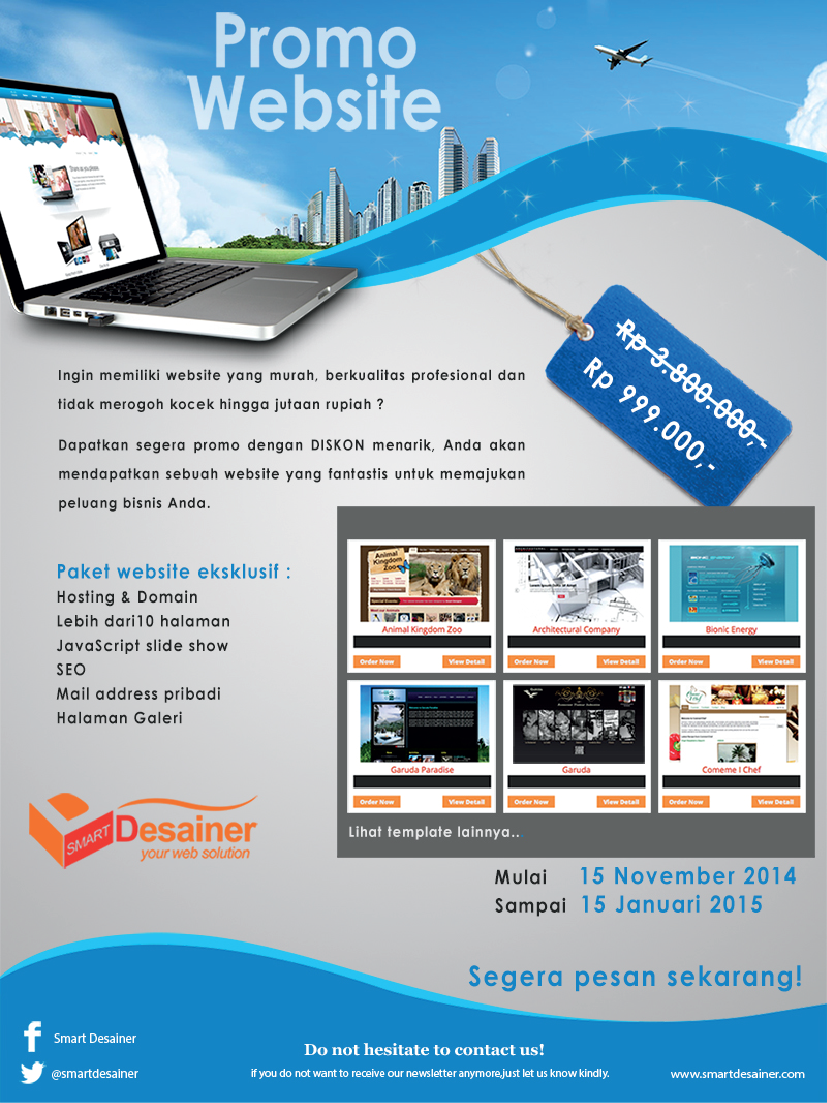 Promo
Website
Rp 3.800.000,-
Rp 999.000,-
Ingin memiliki website yang murah, berkualitas profesional dan
tidak merogoh kocek hingga jutaan rupiah ?
Dapatkan segera promo dengan DISKON menarik, Anda akan
mendapatkan sebuah website yang fantastis untuk memajukan
peluang bisnis Anda.
Paket website eksklusif :
Hosting & Domain
Lebih dari10 halaman
JavaScript slide show
SEO
Mail address pribadi
Halaman Galeri
Animal Kingdom Zoo
Animal Kiingdom Zoo
Architectural Company
Bionic Energy
Order Now View Detail
Order Now View Detail
Order Now View Detail
Garuda Paradise
Garuda
Comeme I Chef
Order Now View Detail
Order Now View Detail
Order Now View Detail
Lihat template lainnya..
SMART Desainer
your web solution
Mulai 15 November 2014
Sampai 15 Januari 2015
Segera pesan sekarang!
Smart Desainer
@smartdesainer
Do not hesitate to contact us!
if you do not want to receive our newsletter anymore,just let us know kindly.
www.smartdesainer.com